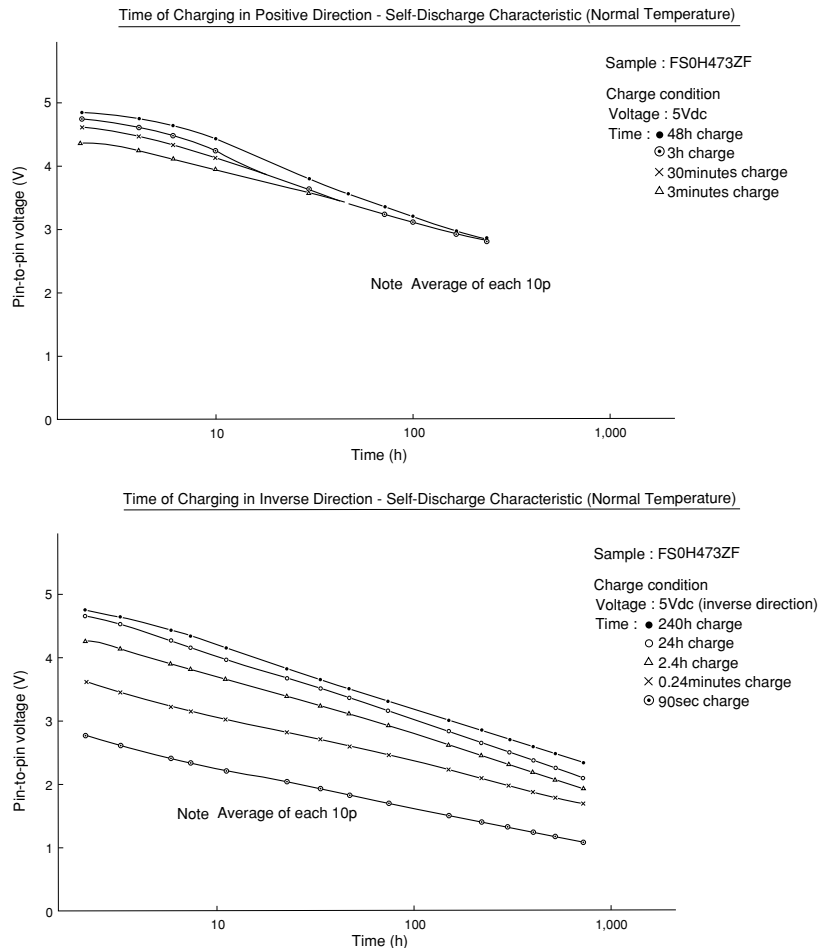 Time of Charging in Positive Direction - Self-Discharge Characteristic (Normal Temperature)
Sample : FS0H473ZF
Charge condition
Voltage : 5Vdc
Time : ● 48h charge
⊙ 3h charge
× 30minutes charge
△ 3minutes charge
Pin-to-pin voltage (V)
5
4
3
2
1
0
Note Average of each 10p
10
100
1,000
Time (h)
Time of Charging in Inverse Direction - Self-Discharge Characteristic (Normal Temperature)
Sample : FS0H473ZF
Charge condition
Voltage : 5Vdc (inverse direction)
Time : ● 240h charge
○ 24h charge
△ 2.4h charge
× 0.24minutes charge
⊙ 90sec charge
Pin-to-pin voltage (V)
5
4
3
2
1
0
Note Average of each 10p
10
100
1,000
Time (h)